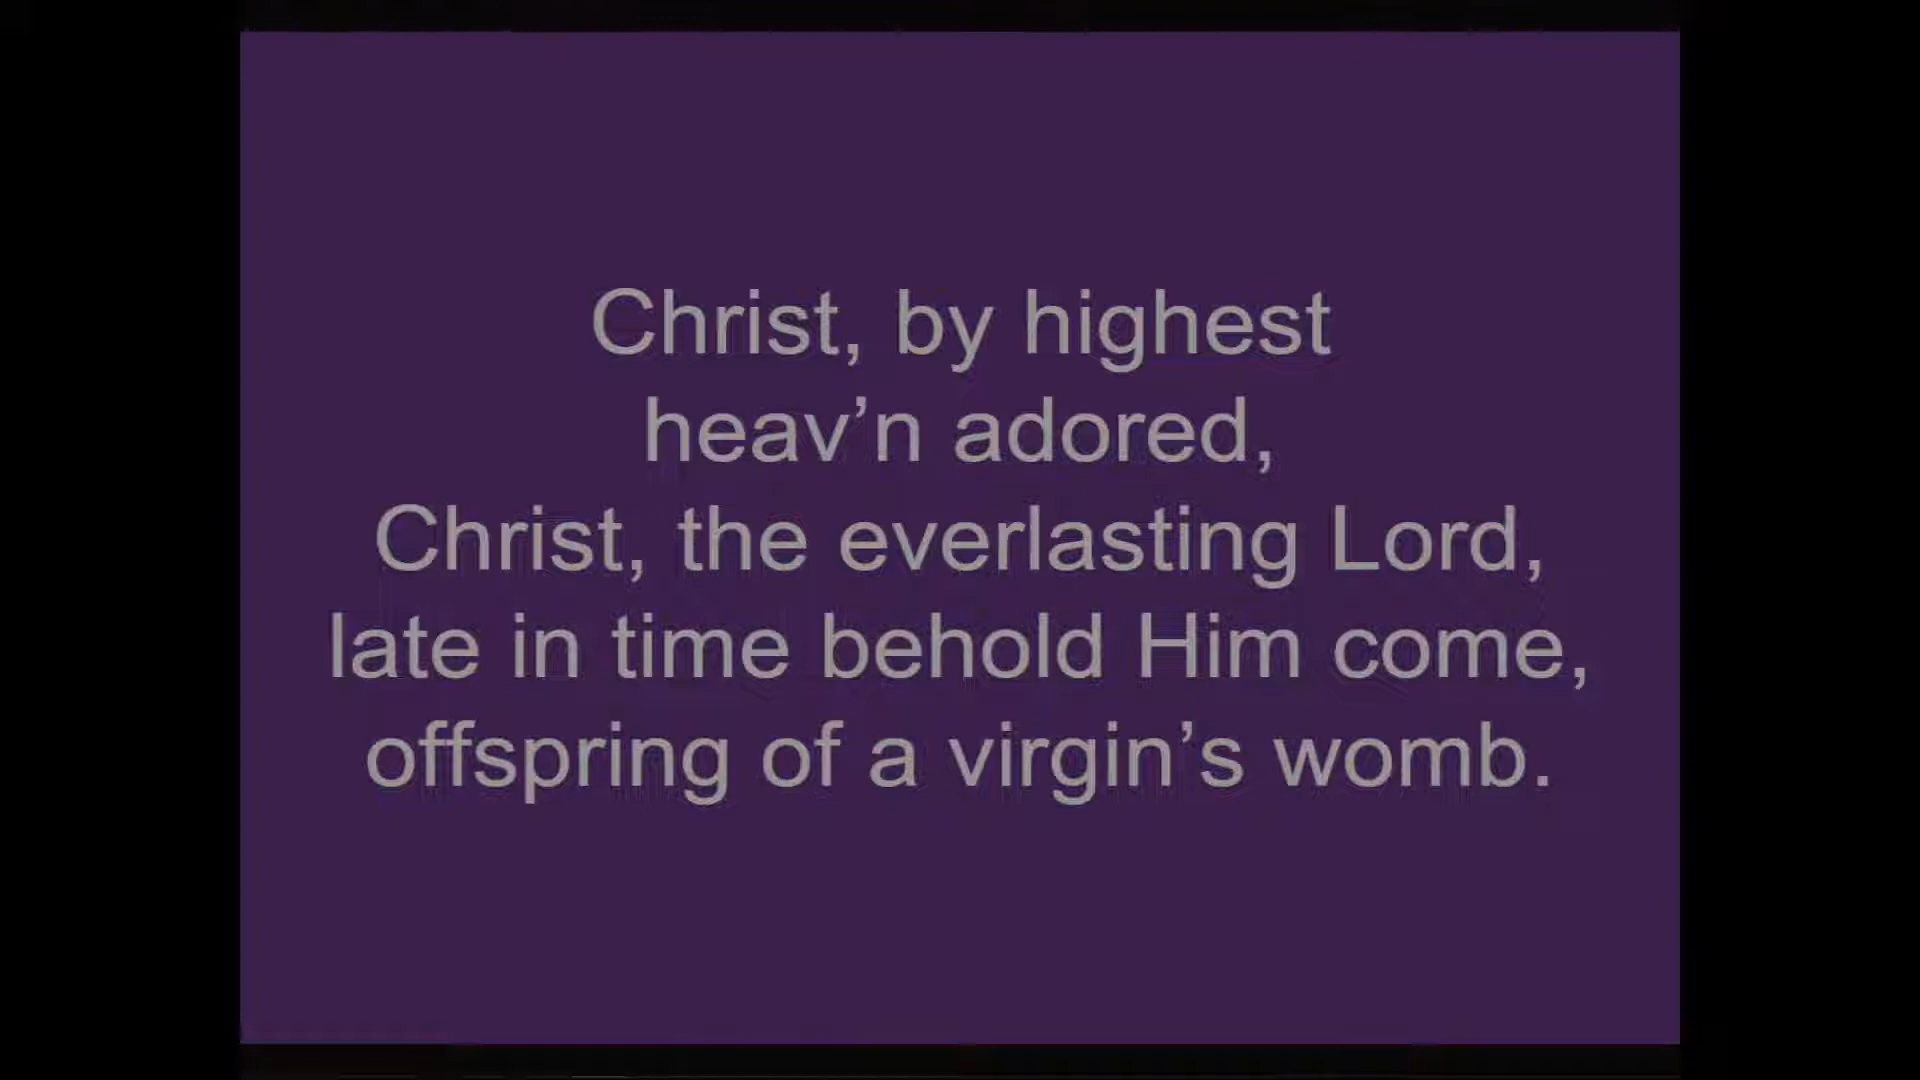 Christ, by highest
heav’n adored,
Christ, the everlasting Lord,
late in time behold Him come,
offspring of a virgin’s womb.